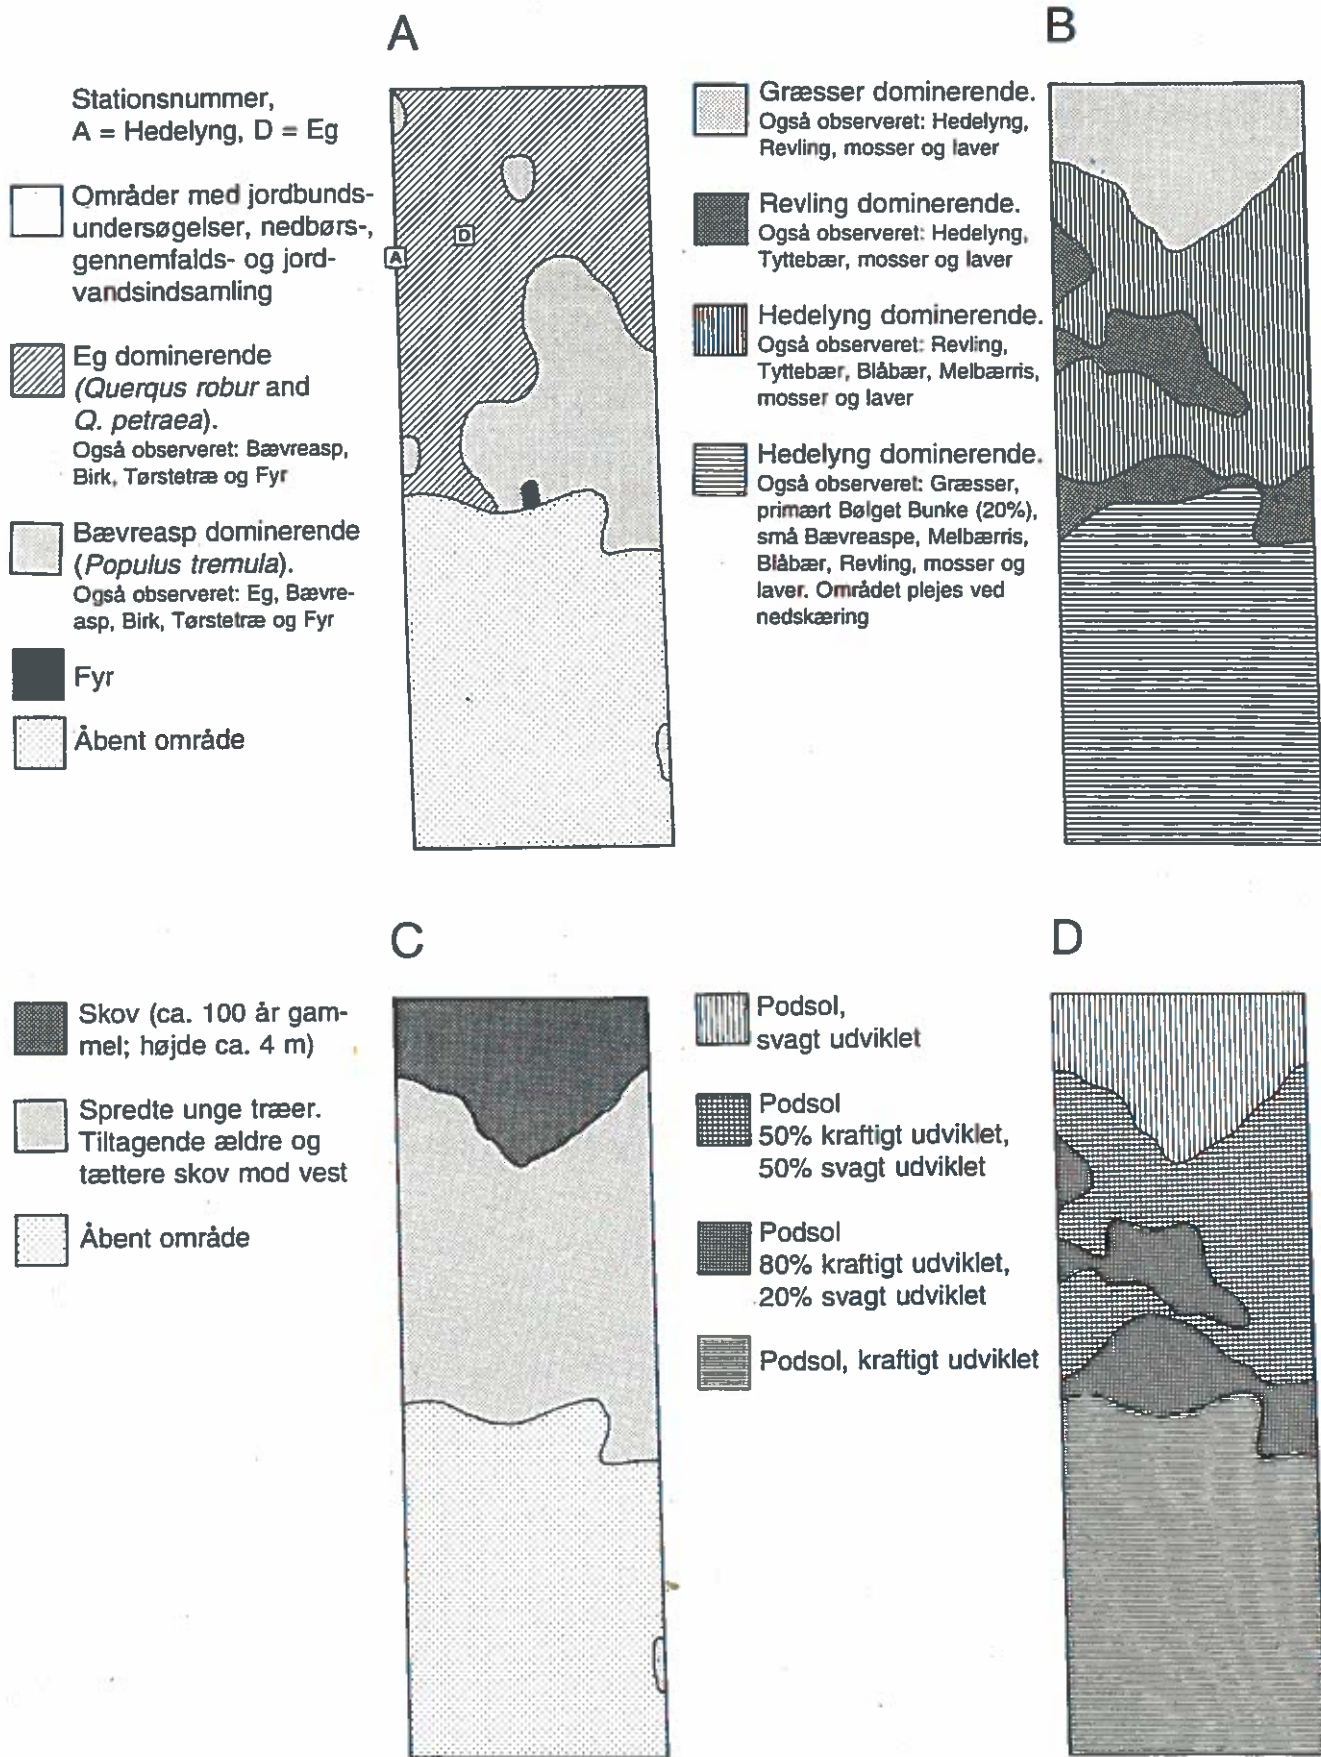 A
Stationsnummer,
A = Hedelyng, D = Eg
Områder med jordbunds-
undersøgelser, nedbørs-,
gennemfalds- og jord-
vandsindsamling
Eg dominerende
(Querqus robur and
Q. petraea).
Også observeret: Bævreasp,
Birk, Tørstetræ og Fyr
Bævreasp dominerende
(Populus tremula).
Også observeret: Eg, Bævre-
asp, Birk, Tørstetræ og Fyr
Fyr
Åbent område
D
A
B
Græsser dominerende.
Også observeret: Hedelyng,
Revling, mosser og laver
Revling dominerende.
Også observeret: Hedelyng,
Tyttebær, mosser og laver
Hedelyng dominerende.
Også observeret: Revling,
Tyttebær, Blåbær, Melbærris,
mosser og laver
Hedelyng dominerende.
Også observeret: Græsser,
primært Bølget Bunke (20%),
små Bævreaspe, Melbærris,
Blåbær, Revling, mosser og
laver. Området plejes ved
nedskæring
C
Skov (ca. 100 år gam-
mel; højde ca. 4 m)
Spredte unge træer.
Tiltagende ældre og
tættere skov mod vest
Åbent område
D
Podsol,
svagt udviklet
Podsol
50% kraftigt udviklet,
50% svagt udviklet
Podsol
80% kraftigt udviklet,
20% svagt udviklet
Podsol, kraftigt udviklet